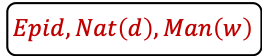 Epid, Nat(d), Man(w)